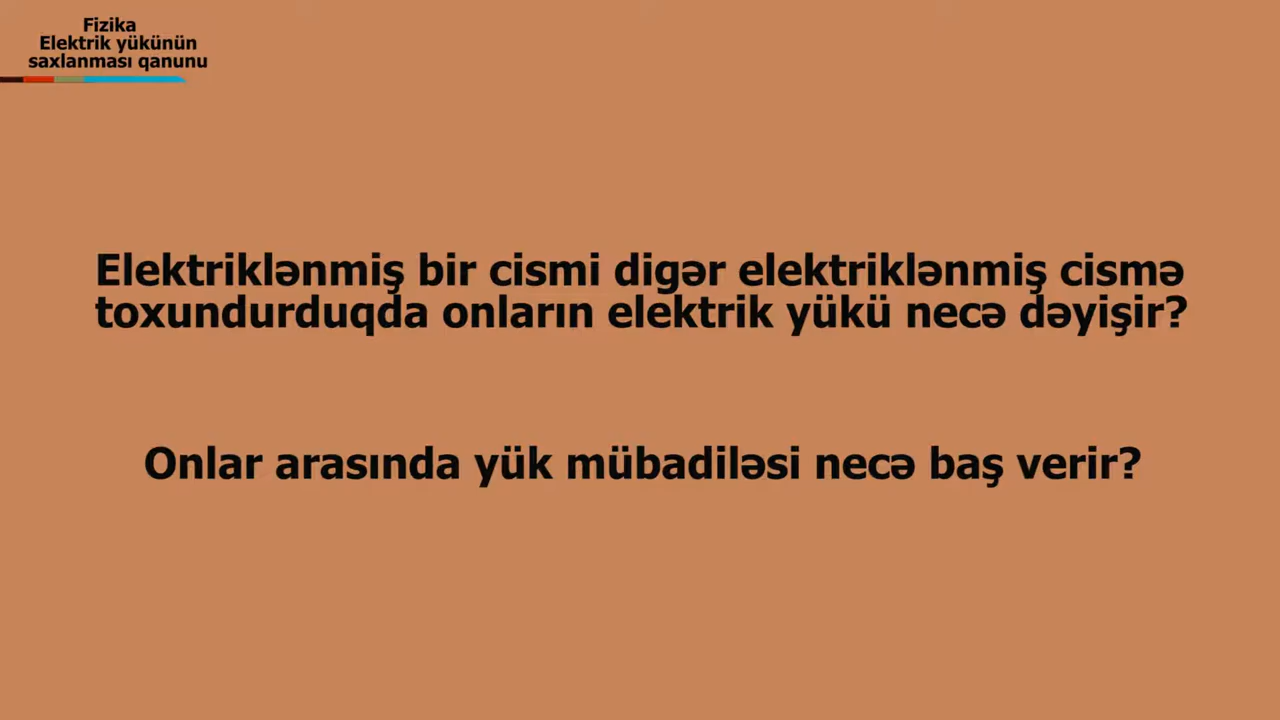 Fizika
Elektrik yükünün
saxlanması qanunu
Elektriklənmiş bir cismi digər elektriklənmiş cismə
toxundurduqda onların elektrik yükü necə dəyişir?
Onlar arasında yük mübadiləsi necə baş verir?